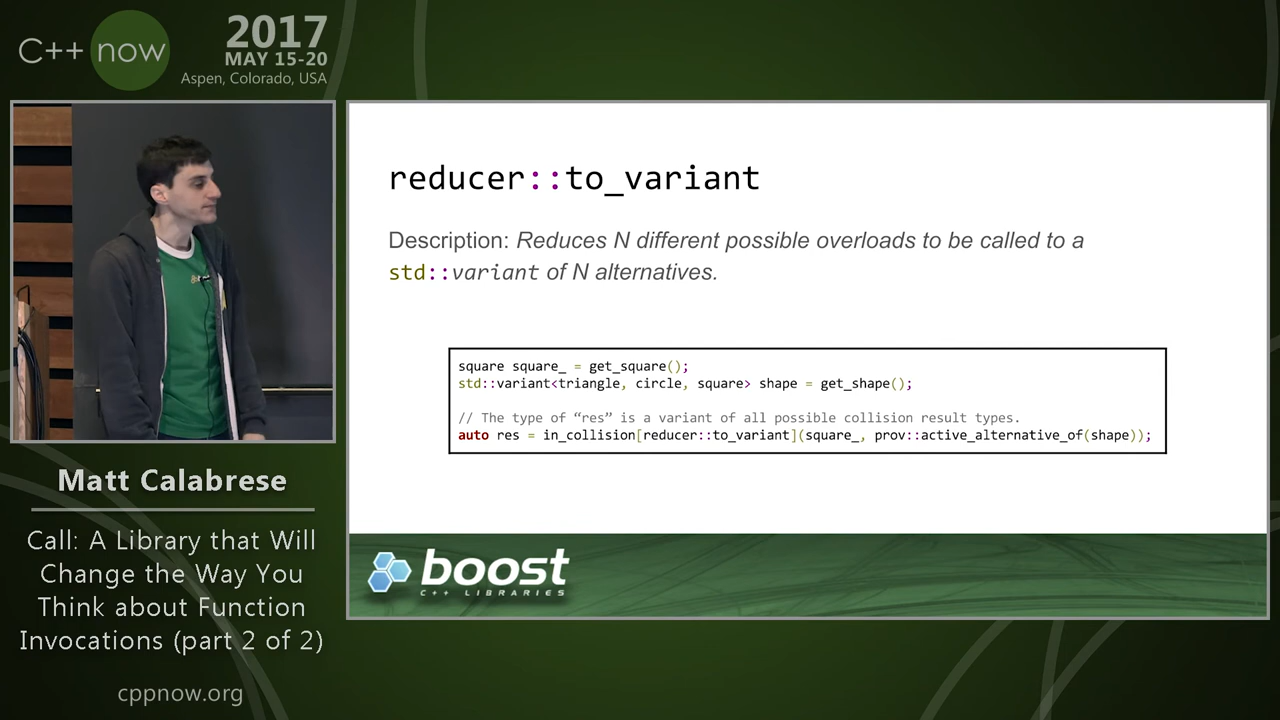 C++ now
2017
MAY 15-20
Aspen, Colorado, USA
reducer::to_variant
Description: Reduces N different possible overloads to be called to a
std::variant of N alternatives.
square square_ = get_square();
std::variant<triangle, circle, square> shape = get_shape();
// The type of “res” is a variant of all possible collision result types.
auto res = in_collision[reducer::to_variant](square_, prov::active_alternative_of(shape));
boost
C++ LIBRARIES
Matt Calabrese
Call: A Library that Will
Change the Way You
Think about Function
Invocations (part 2 of 2)
cppnow.org